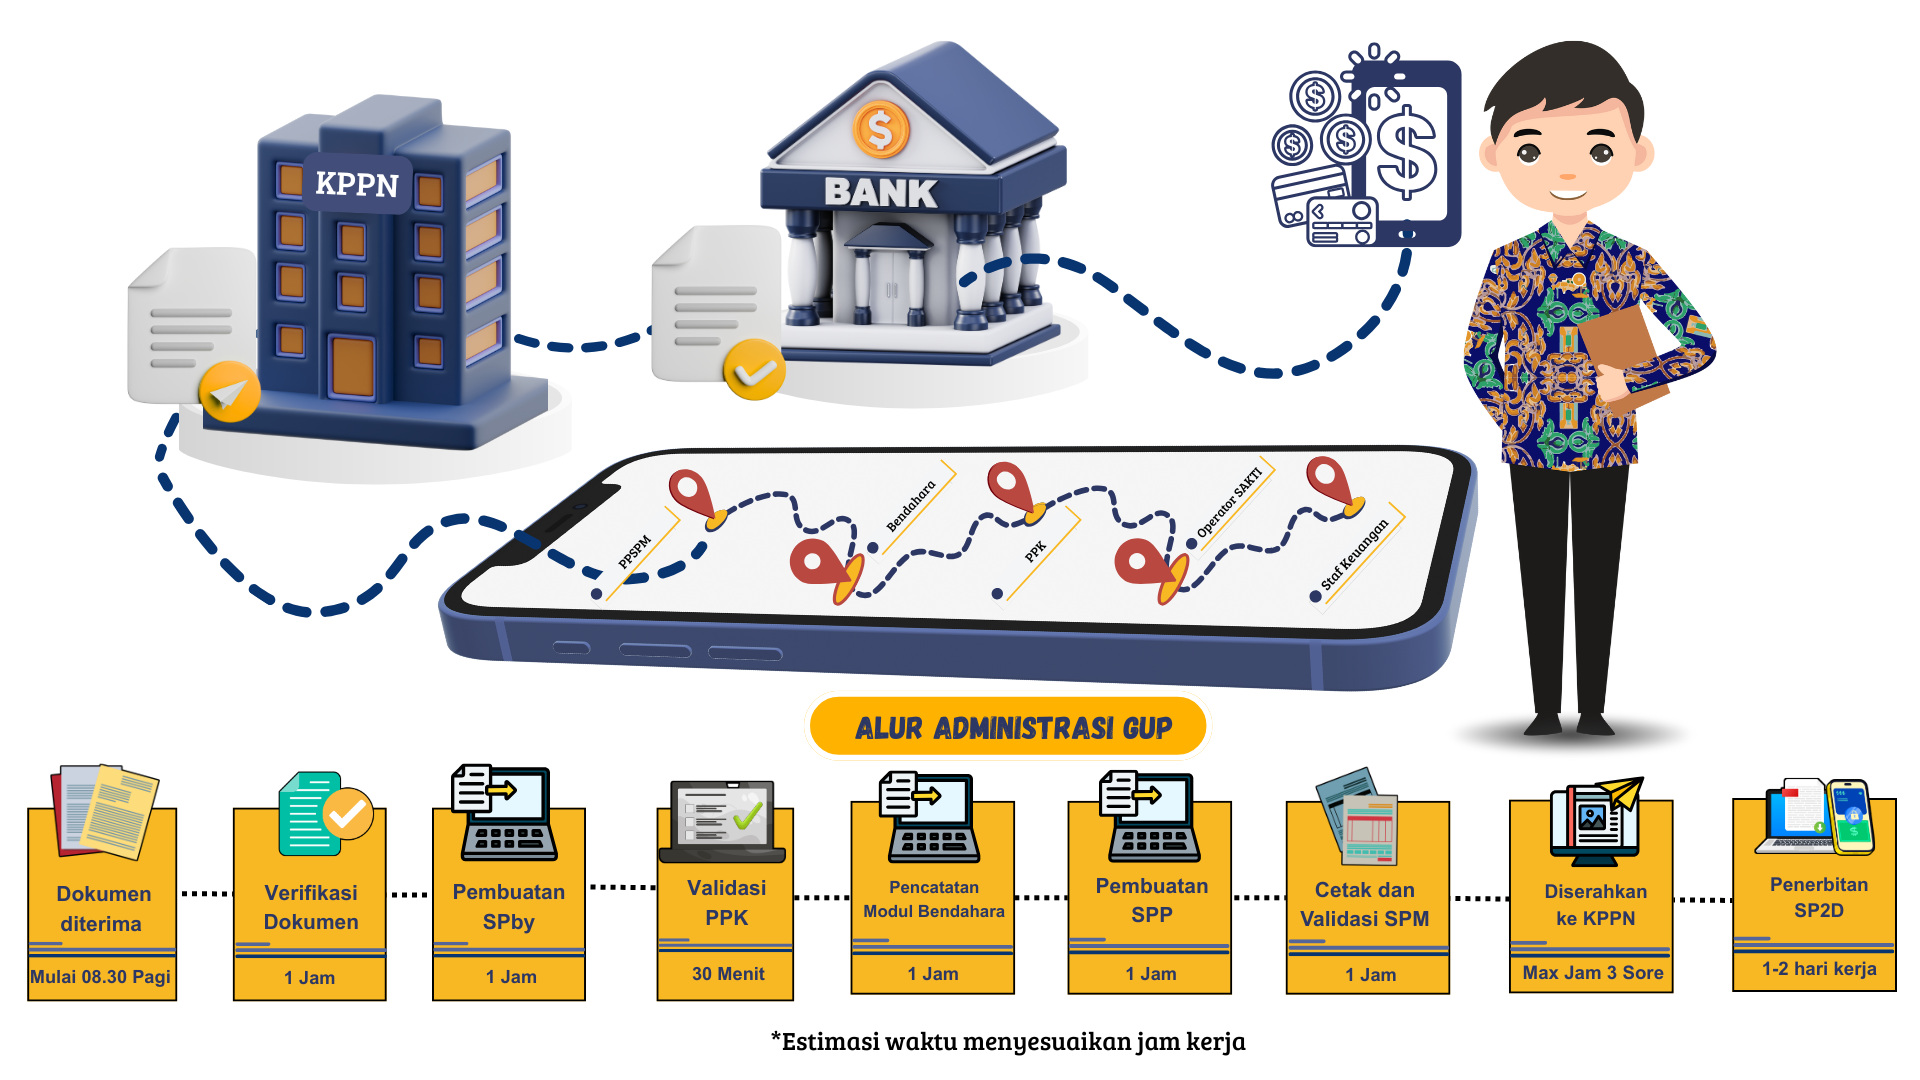 KPPN
BANK
PPSPM
Bendahara
PPK
Operator SAKTI
Staf Keuangan
ALUR ADMINISTRASI GUP
Dokumen
diterima
Mulai 08.30 Pagi
Verifikasi
Dokumen
1 Jam
Pembuatan
SPby
1 Jam
Validasi
PPK
30 Menit
Pencatatan
Modul Bendahara
1 Jam
Pembuatan
SPP
1 Jam
Cetak dan
Validasi SPM
1 Jam
Diserahkan
ke KPPN
Max Jam 3 Sore
Penerbitan
SP2D
1-2 hari kerja
*Estimasi waktu menyesuaikan jam kerja